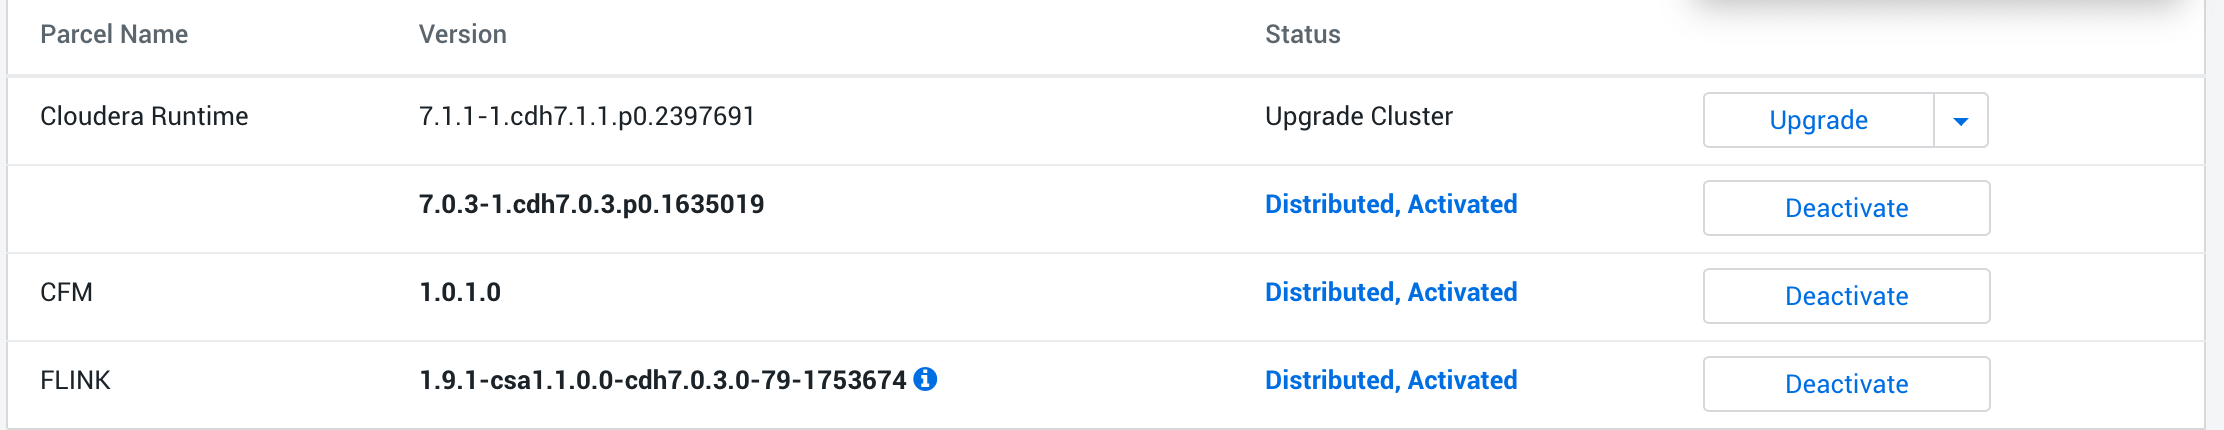 Parcel Name Version Status
Cloudera Runtime 7.1.1-1.cdh7.1.1.p0.2397691 Upgrade Cluster Upgrade
7.0.3-1.cdh7.0.3.p0.1635019 Distributed, Activated Deactivate
CFM 1.0.1.0 Distributed, Activated Deactivate
FLINK 1.9.1-csa1.1.0.0-cdh7.0.3.0-79-1753674 Distributed, Activated Deactivate